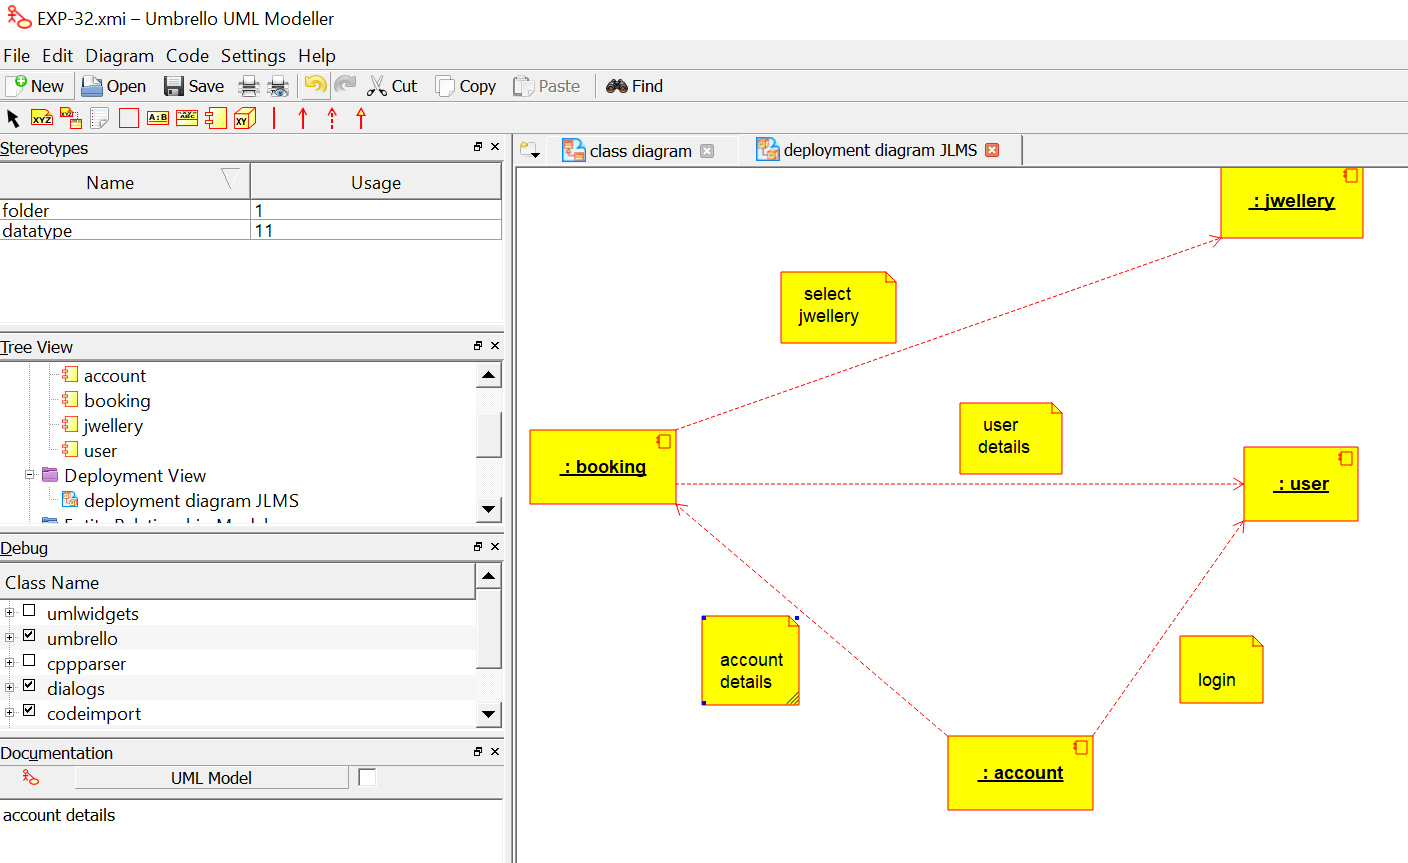 EXP-32.xmi – Umbrello UML Modeller
File Edit Diagram Code Settings Help
New Open Save Cut Copy Paste Find
XYZ A:B ABC XY
Stereotypes
Name Usage
folder 1
datatype 11
Tree View
account
booking
jwellery
user
Deployment View
deployment diagram JLMS
Debug
Class Name
umlwidgets
umbrello
cppparser
dialogs
codeimport
Documentation
UML Model
account details
class diagram
deployment diagram JLMS
: jwellery
select
jwellery
user
details
: booking
: user
account
details
login
: account